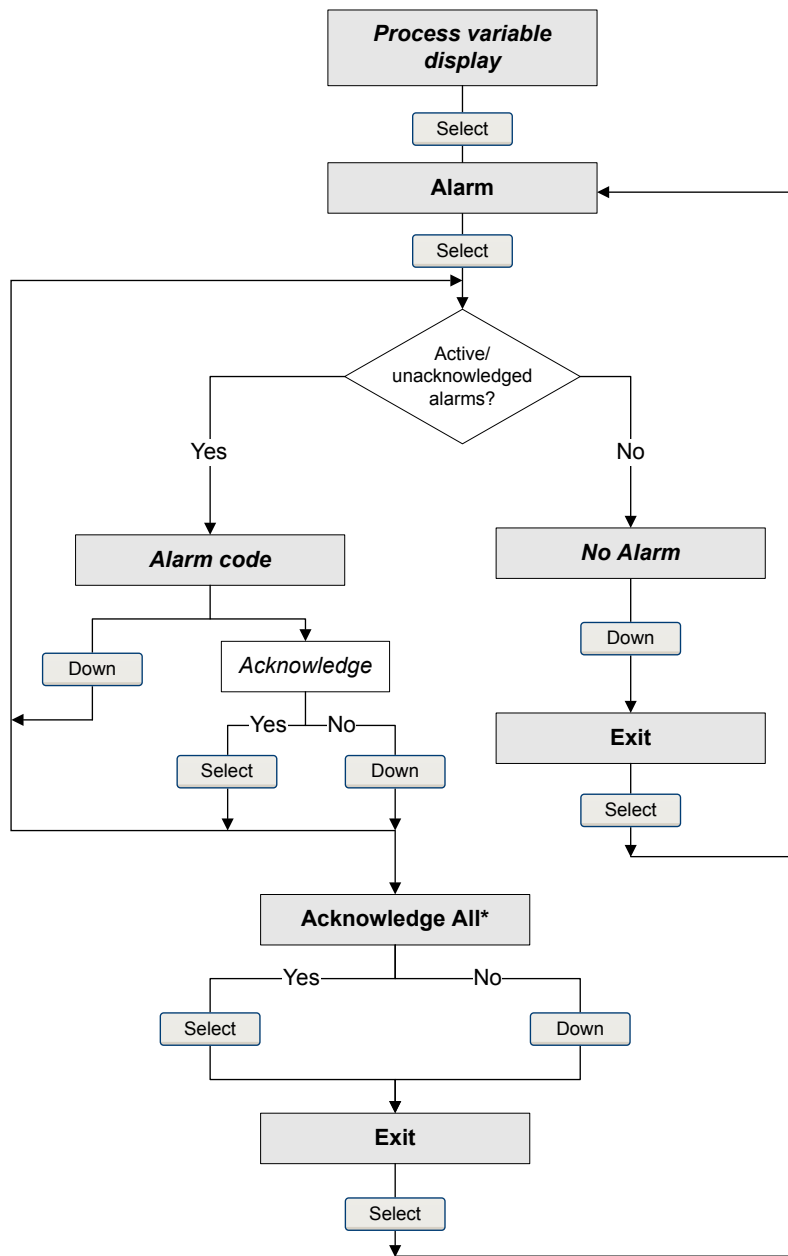 Process variable
display
Select
Alarm
Select
Active/
unacknowledged
alarms?
Yes
No
Alarm code
No Alarm
Down
Acknowledge
Down
Yes
No
Select
Down
Exit
Select
Acknowledge All*
Yes
No
Select
Down
Exit
Select